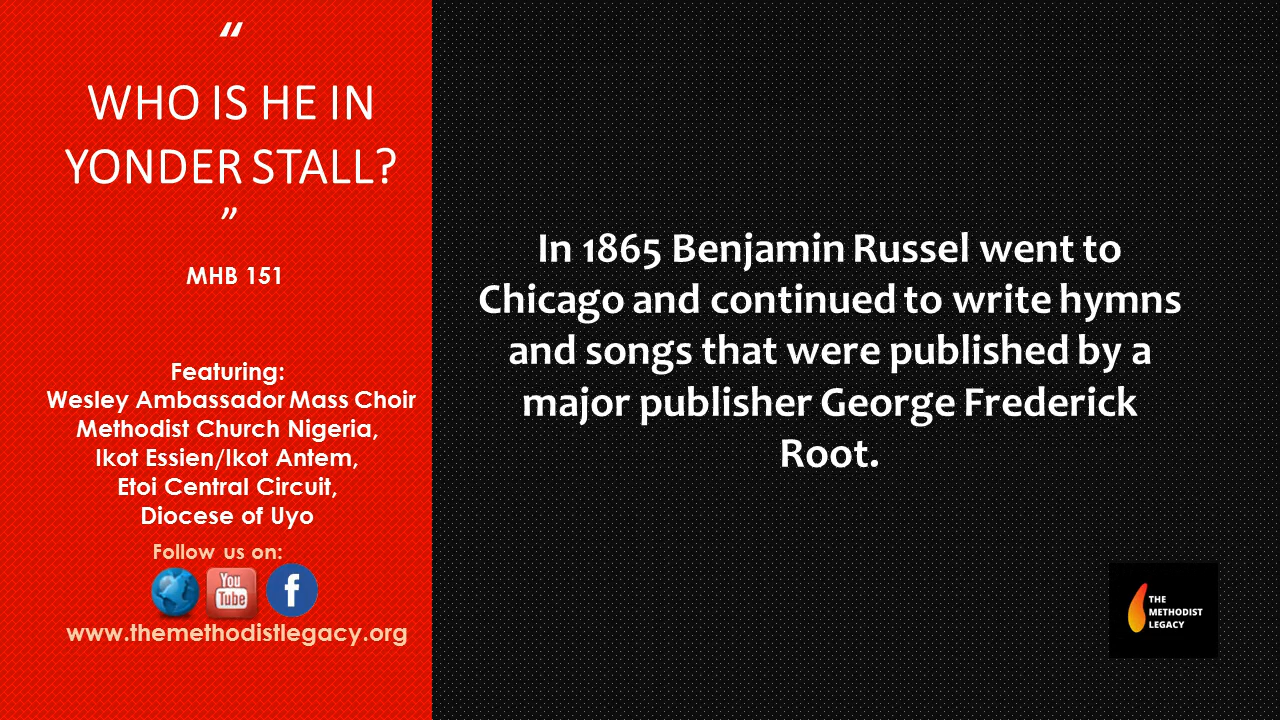 “
WHO IS HE IN
YONDER STALL?
”
MHB 151
Featuring:
Wesley Ambassador Mass Choir
Methodist Church Nigeria,
Ikot Essien/Ikot Antem,
Etoi Central Circuit,
Diocese of Uyo
Follow us on:
You
Tube
f
www.themethodistlegacy.org
In 1865 Benjamin Russel went to
Chicago and continued to write hymns
and songs that were published by a
major publisher George Frederick
Root.
THE
METHODIST
LEGACY